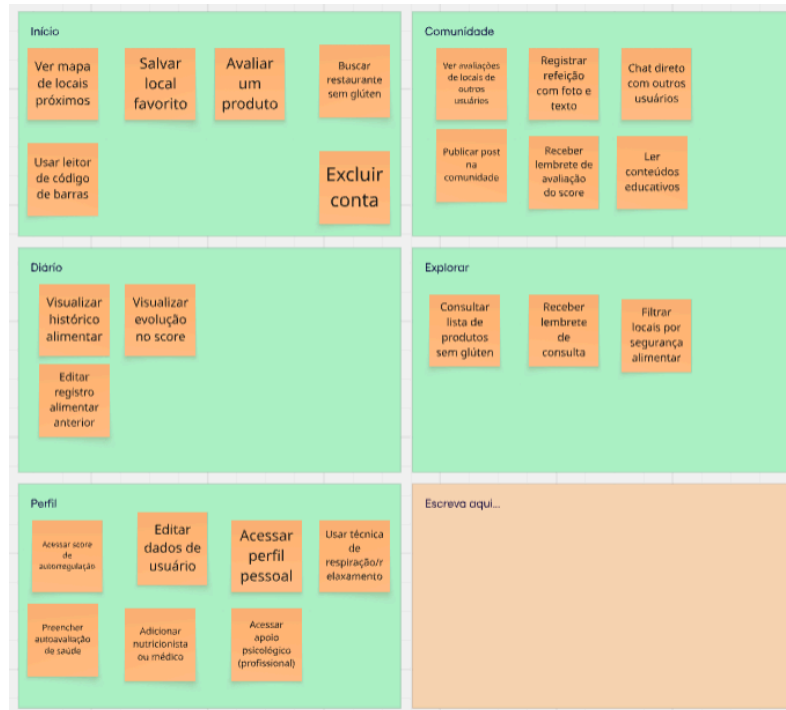 Início
Ver mapa
de locais
próximos
Salvar
local
favorito
Avaliar
um
produto
Buscar
restaurante
sem glúten
Usar leitor
de código
de barras
Excluir
conta
Comunidade
Ver avaliações
de locais de
outros
usuários
Registrar
refeição
com foto e
texto
Chat direto
com outros
usuários
Publicar post
na
comunidade
Receber
lembrete de
avaliação
do score
Ler
conteúdos
educativos
Diário
Visualizar
histórico
alimentar
Visualizar
evolução
no score
Editar
registro
alimentar
anterior
Explorar
Consultar
lista de
produtos
sem glúten
Receber
lembrete
de
consulta
Filtrar
locais por
segurança
alimentar
Perfil
Acessar score
de
autorregulação
Editar
dados de
usuário
Acessar
perfil
pessoal
Usar técnica
de
respiração/r
elaxamento
Preencher
autoavaliação
de saúde
Adicionar
nutricionista
ou médico
Acessar
apoio
psicológico
(profissional)
Escreva aqui...